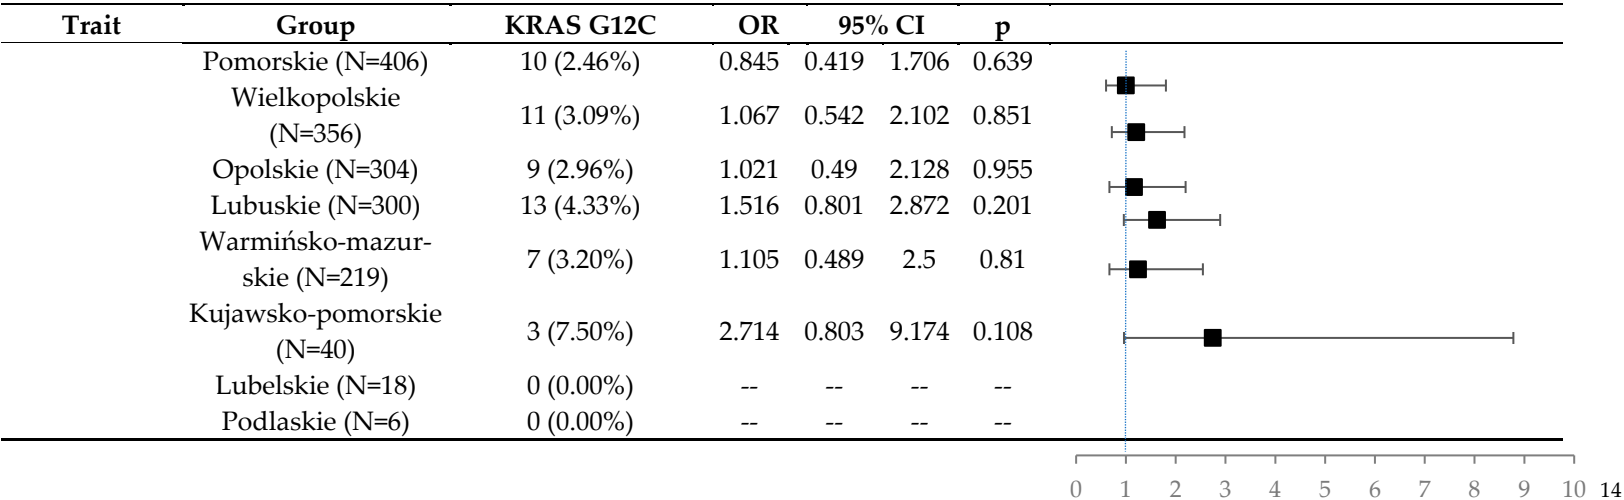 Trait Group KRAS G12C OR 95% CI p
Pomorskie (N=406) 10 (2.46%) 0.845 0.419 1.706 0.639
Wielkopolskie
(N=356) 11 (3.09%) 1.067 0.542 2.102 0.851
Opolskie (N=304) 9 (2.96%) 1.021 0.49 2.128 0.955
Lubuskie (N=300) 13 (4.33%) 1.516 0.801 2.872 0.201
Warmińsko-mazur-
skie (N=219) 7 (3.20%) 1.105 0.489 2.5 0.81
Kujawsko-pomorskie
(N=40) 3 (7.50%) 2.714 0.803 9.174 0.108
Lubelskie (N=18) 0 (0.00%) -- -- -- --
Podlaskie (N=6) 0 (0.00%) -- -- -- --
0 1 2 3 4 5 6 7 8 9 10 14